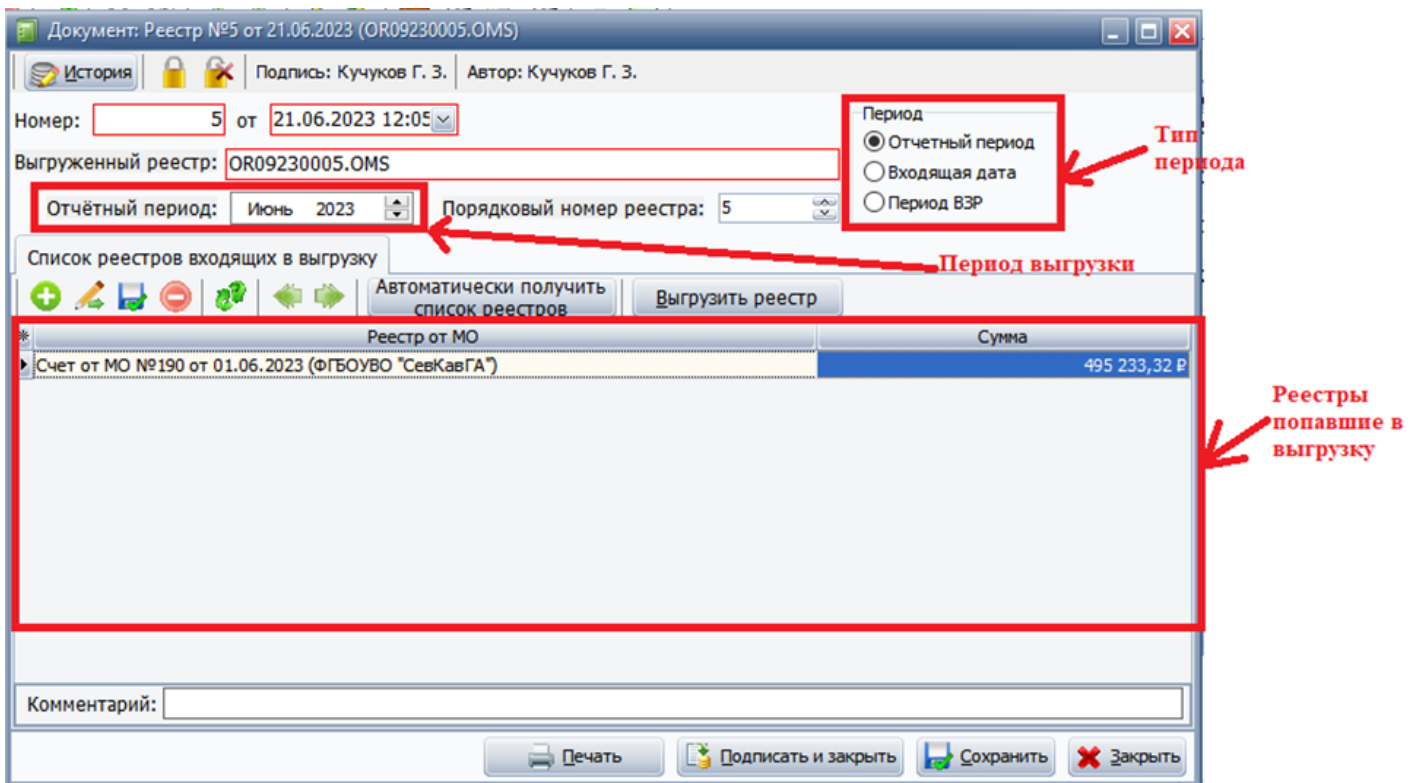 Документ: Реестр №5 от 21.06.2023 (OR09230005.OMS)
История Подпись: Кучуков Г. З. Автор: Кучуков Г. З.
Номер: 5 от 21.06.2023 12:05
Период
Отчетный период
Входящая дата
Период ВЗР
Тип
периода
Выгруженный реестр: OR09230005.OMS
Отчётный период: Июнь 2023 Порядковый номер реестра: 5
Период выгрузки
Список реестров входящих в выгрузку
Автоматически получить
список реестров
Выгрузить реестр
Реестр от МО Сумма
Счет от МО №190 от 01.06.2023 (ФГБОУВО "СевКавГА") 495 233,32 ₽
Реестры
попавшие в
выгрузку
Комментарий:
Печать Подписать и закрыть Сохранить Закрыть